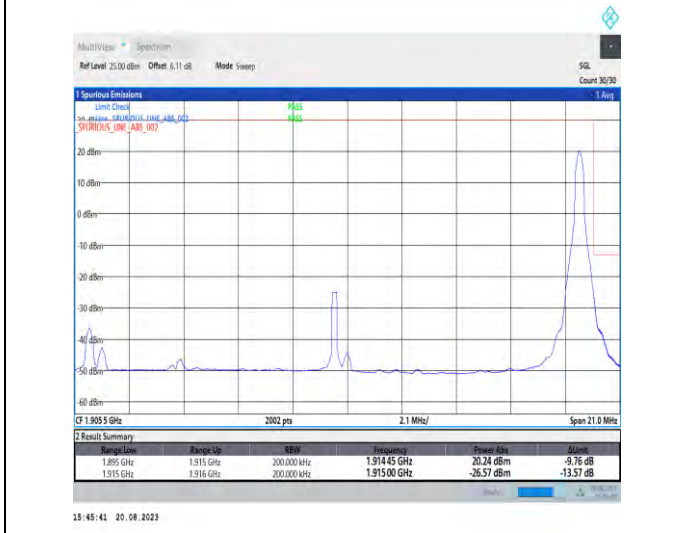 MultiView Spectrum
Ref Level 25.00 dBm Offset 6.11 dB Mode Sweep SGL
Count 30/30
1 Spurious Emissions 1 Avg
Limit Check PASS
Line _SPURIOUS_LINE_ABS_002 PASS
_SPURIOUS_LINE_ABS_002
20 dBm
10 dBm
0 dBm
-10 dBm
-20 dBm
-30 dBm
-40 dBm
-50 dBm
-60 dBm
CF 1.905 5 GHz 2002 pts 2.1 MHz/ Span 21.0 MHz
2 Result Summary
Range Low Range Up RBW Frequency Power Abs ΔLimit
1.895 GHz 1.915 GHz 200.000 kHz 1.914 45 GHz 20.24 dBm -9.76 dB
1.915 GHz 1.916 GHz 200.000 kHz 1.915 00 GHz -26.57 dBm -13.57 dB
15:45:41 20.08.2023